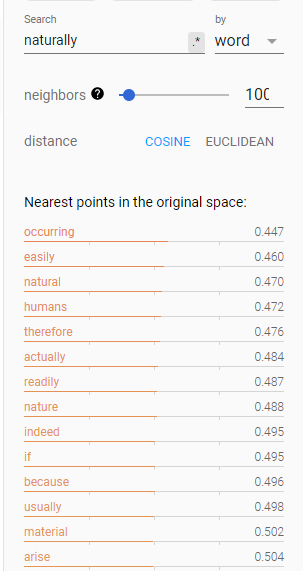 Search by
naturally .* word
neighbors ? 100
distance COSINE EUCLIDEAN
Nearest points in the original space:
occurring 0.447
easily 0.460
natural 0.470
humans 0.472
therefore 0.476
actually 0.484
readily 0.487
nature 0.488
indeed 0.495
if 0.495
because 0.496
usually 0.498
material 0.502
arise 0.504